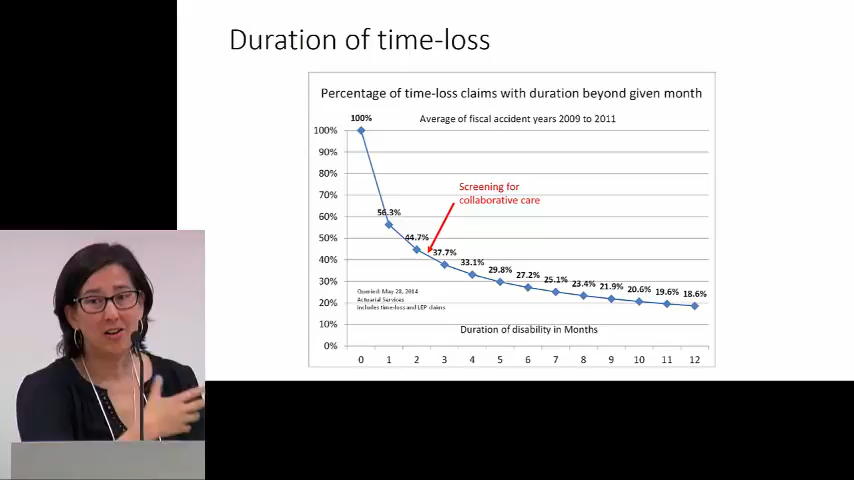 Duration of time-loss
Percentage of time-loss claims with duration beyond given month
Average of fiscal accident years 2009 to 2011
100%
100%
90%
80%
70%
60%
50%
40%
30%
20%
10%
0%
56.3%
44.7%
37.7%
33.1%
29.8%
27.2%
25.1%
23.4%
21.9%
20.6%
19.6%
18.6%
Screening for
collaborative care
Queried: May 28, 2014
Actuarial Services
Includes time-loss and LEP claims
Duration of disability in Months
0 1 2 3 4 5 6 7 8 9 10 11 12